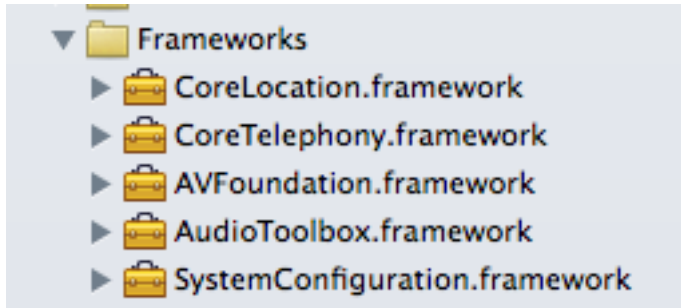 Frameworks
CoreLocation.framework
CoreTelephony.framework
AVFoundation.framework
AudioToolbox.framework
SystemConfiguration.framework